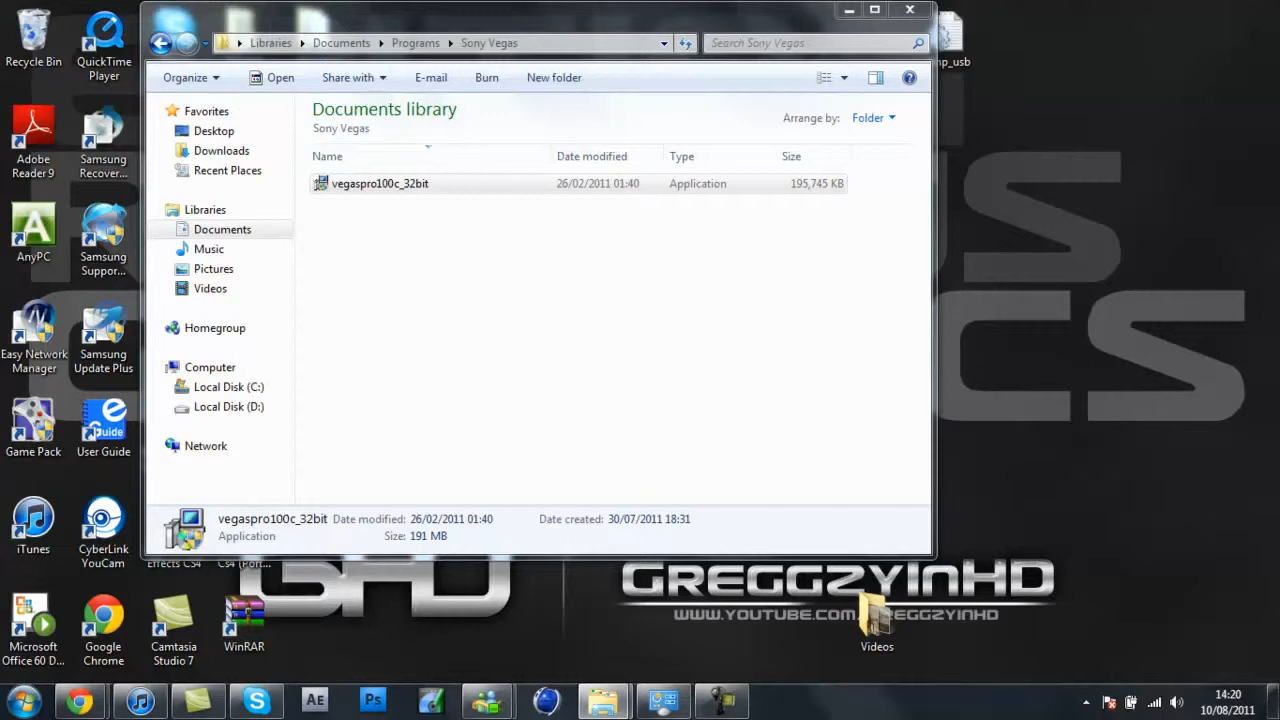 Recycle Bin
QuickTime Player
Adobe Reader 9
Samsung Recover...
AnyPC
Samsung Suppor...
Easy Network Manager
Samsung Update Plus
Game Pack
User Guide
iTunes
CyberLink YouCam
Effects CS4
Cs4 (Port...
Microsoft Office 60 D...
Google Chrome
Camtasia Studio 7
WinRAR
Libraries Documents Programs Sony Vegas
Search Sony Vegas
Organize Open Share with E-mail Burn New folder
Favorites
Desktop
Downloads
Recent Places
Libraries
Documents
Music
Pictures
Videos
Homegroup
Computer
Local Disk (C:)
Local Disk (D:)
Network
Documents library
Sony Vegas
Arrange by: Folder
Name Date modified Type Size
vegaspro100c_32bit 26/02/2011 01:40 Application 195,745 KB
vegaspro100c_32bit Date modified: 26/02/2011 01:40 Date created: 30/07/2011 18:31
Application Size: 191 MB
GREGGZYINHD
Videos
Ae
Ps
14:20
10/08/2011